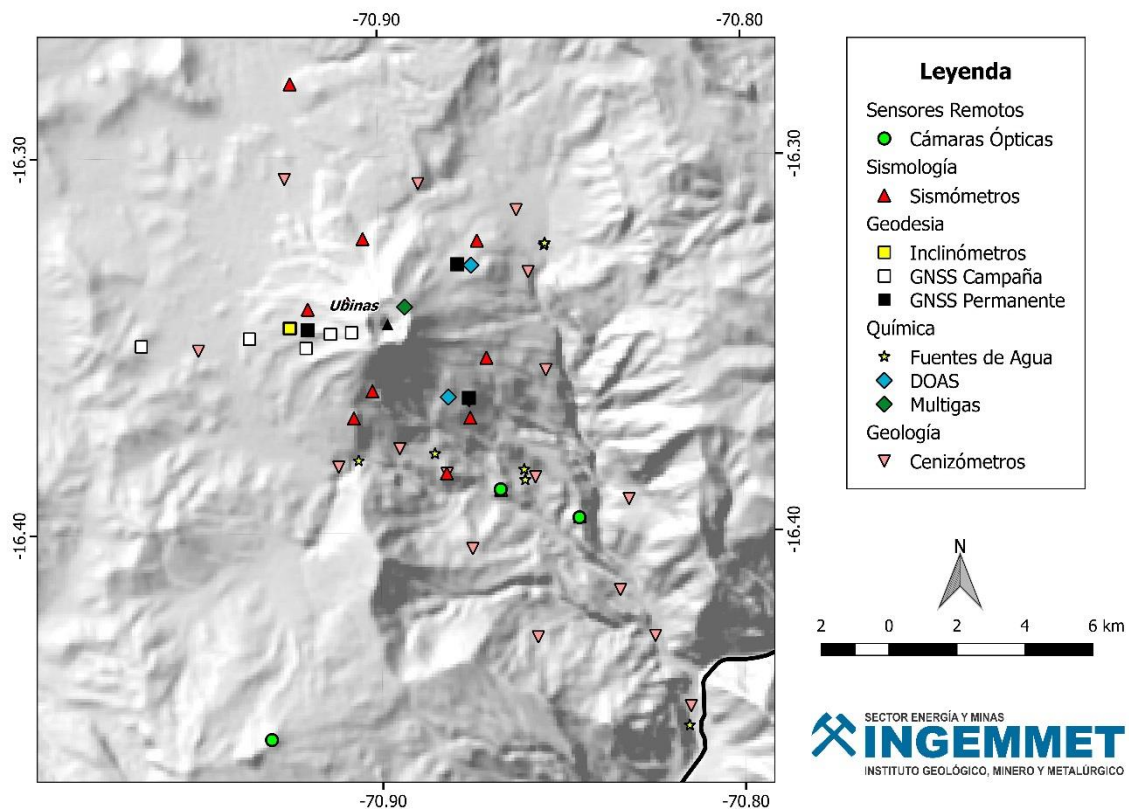 -70.90
-70.80
-16.30
-16.30
Ubinas
-16.40
-16.40
-70.90
-70.80
Leyenda
Sensores Remotos
Cámaras Ópticas
Sismología
Sismómetros
Geodesia
Inclinómetros
GNSS Campaña
GNSS Permanente
Química
Fuentes de Agua
DOAS
Multigas
Geología
Cenizómetros
N
2 0 2 4 6 km
SECTOR ENERGÍA Y MINAS
INGEMMET
INSTITUTO GEOLÓGICO, MINERO Y METALÚRGICO